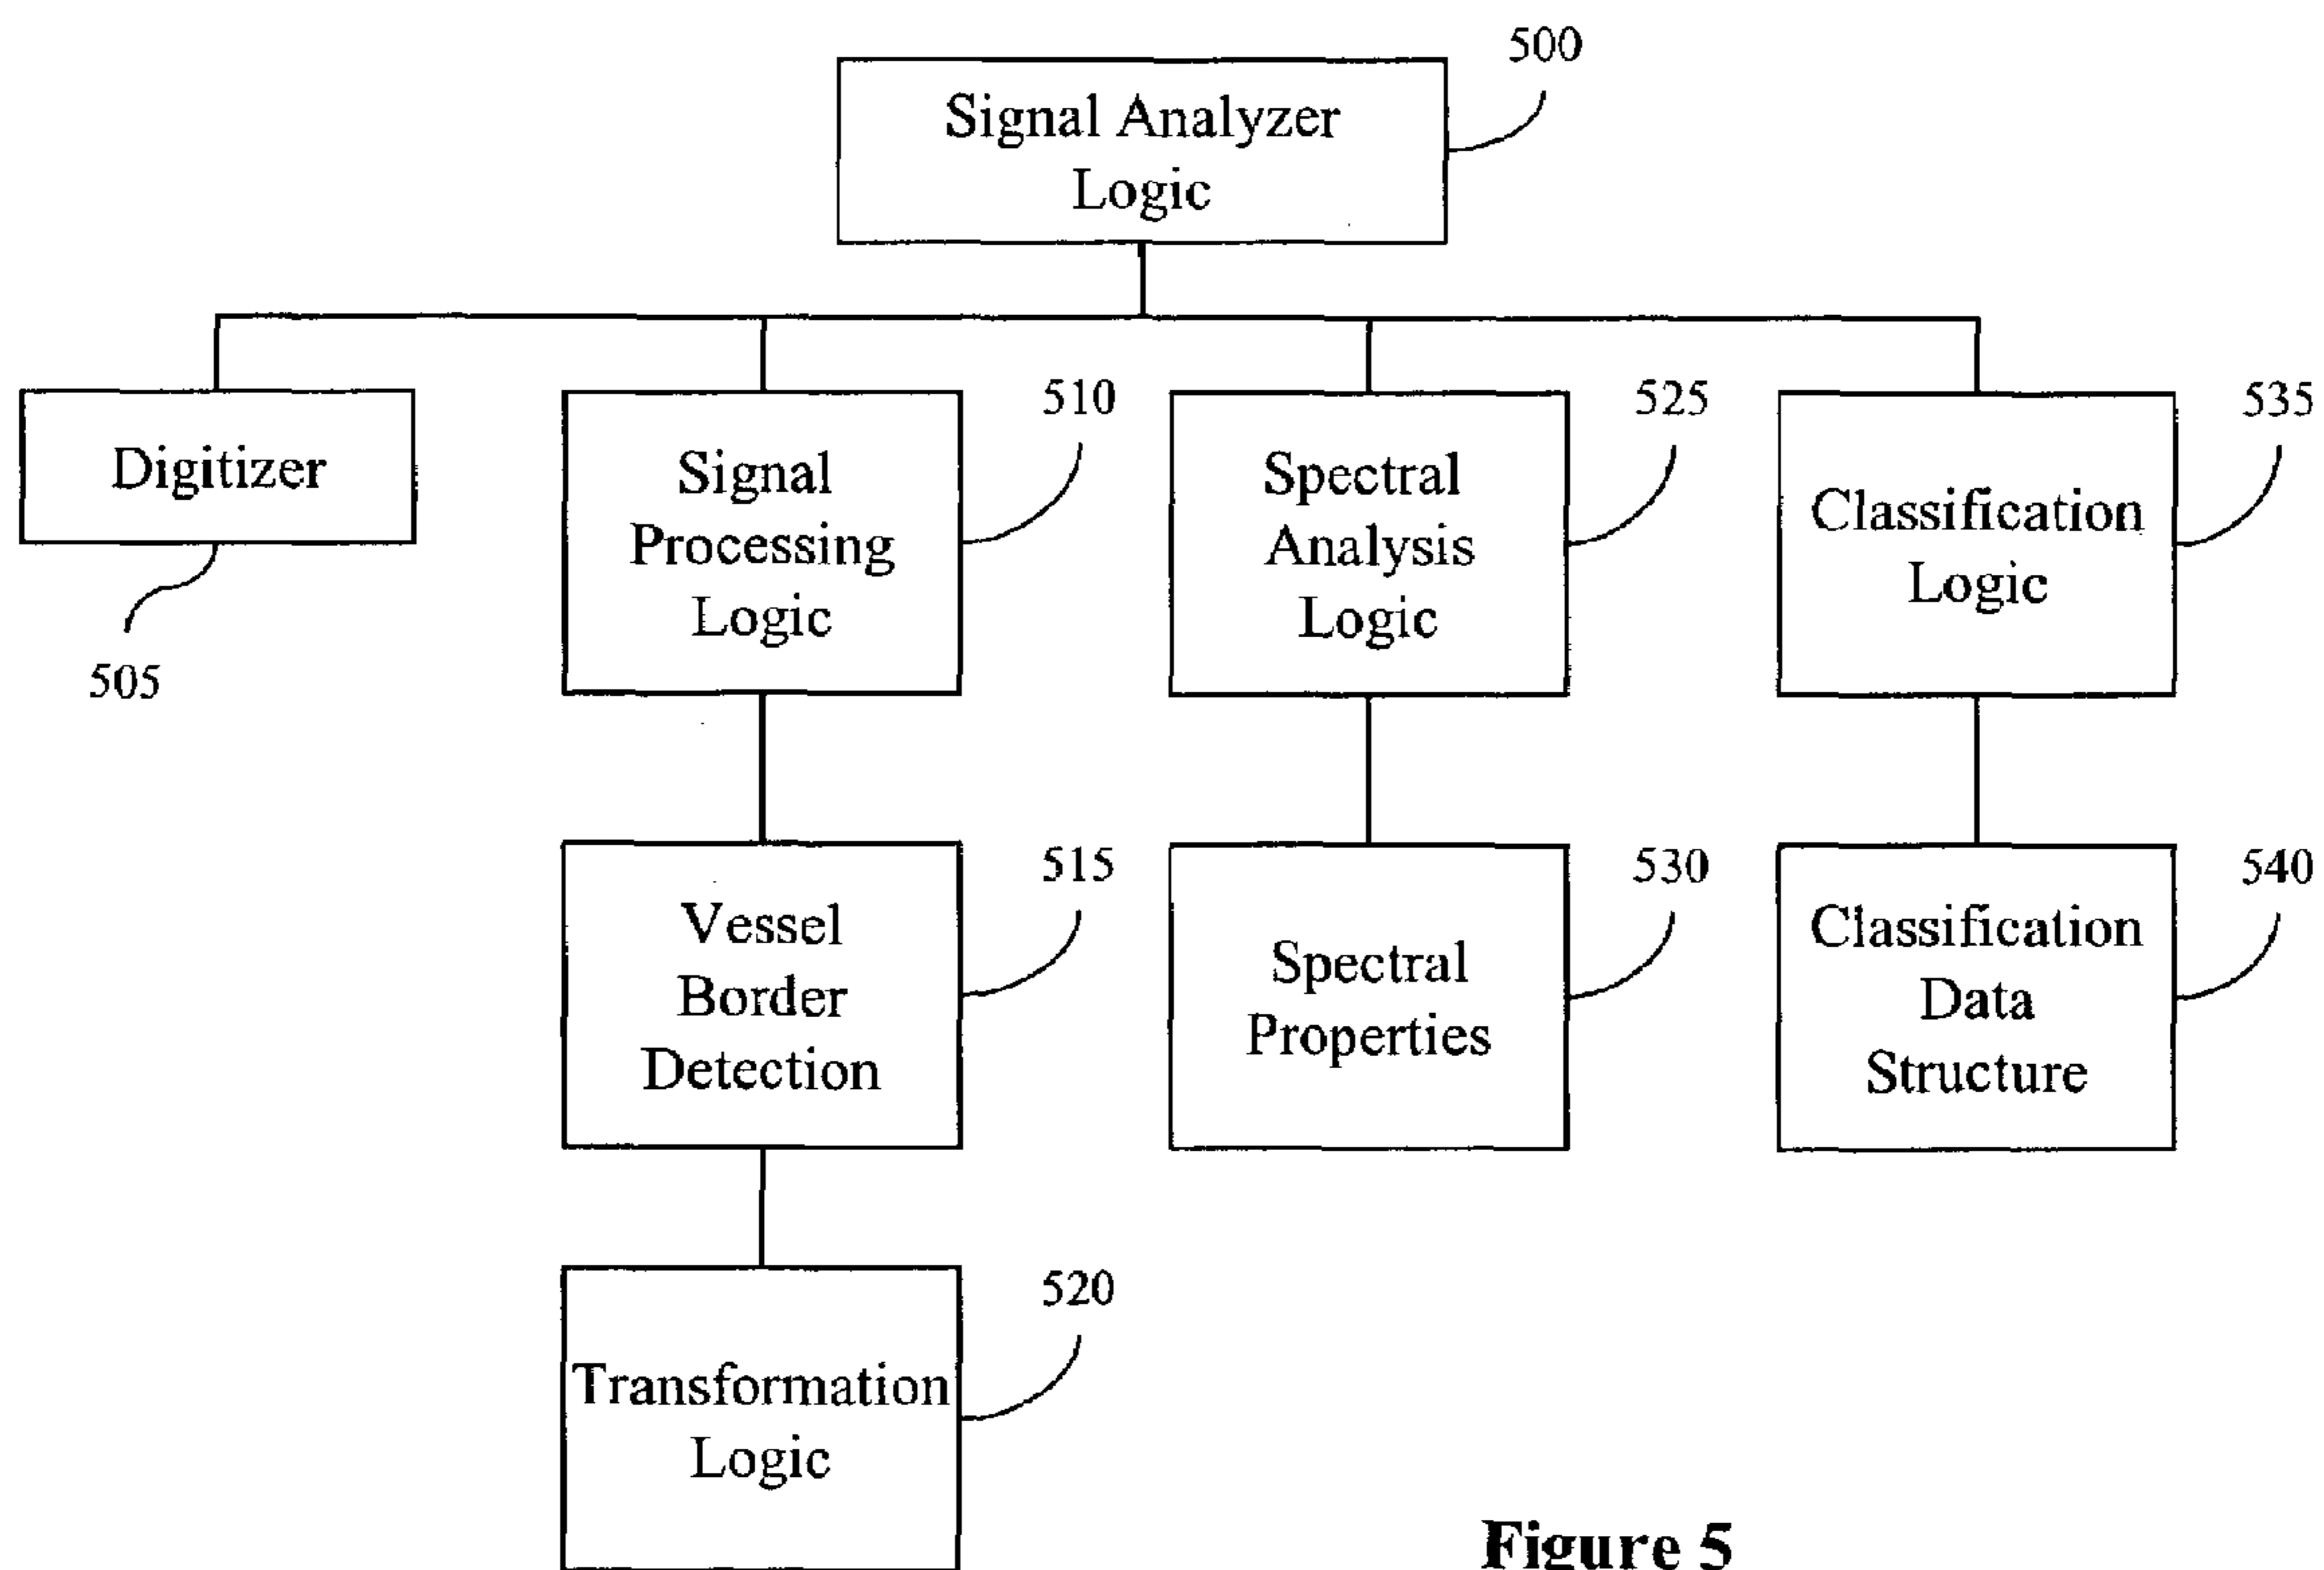 500
Signal Analyzer
Logic
Digitizer
505
510
Signal
Processing
Logic
525
Spectral
Analysis
Logic
535
Classification
Logic
515
Vessel
Border
Detection
530
Spectral
Properties
540
Classification
Data
Structure
520
Transformation
Logic
Figure 5